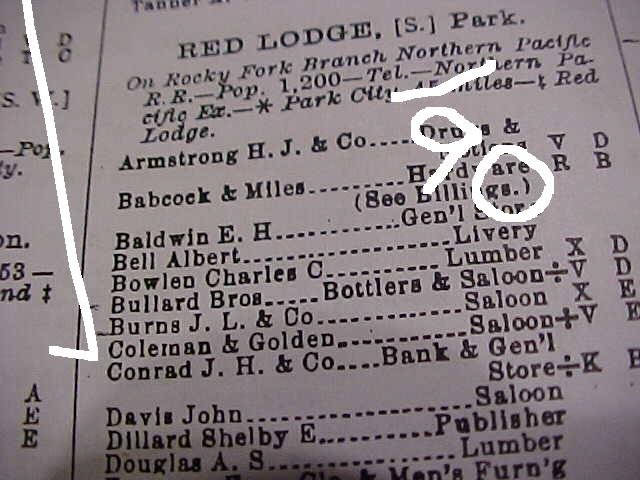 Tanner
RED LODGE, [S.] Park.
On Rocky Fork Branch Northern Pacific
R. R.—Pop. 1,200—Tel.—Northern Pa-
cific Ex.—* Park City miles—‡ Red
Lodge.
Armstrong H. J. & Co.....Drugs &
Notions V D
Babcock & Miles..........Hardware R B
(See Billings.)
Baldwin E. H.............Gen'l Store
Bell Albert....................Livery
Bowlen Charles C..........Lumber X D
Bullard Bros.....Bottlers & Saloon÷V D
Burns J. L. & Co.............Saloon X E
Coleman & Golden............Saloon÷V E
Conrad J. H. & Co....Bank & Gen'l
Store÷K
Davis John.....................Saloon
Dillard Shelby E..........Publisher
Douglas A. S.................Lumber
& Men's Furn'g
D
C
S. W.]
—Pop.
y.
on.
53—
nd ‡
A
E
E